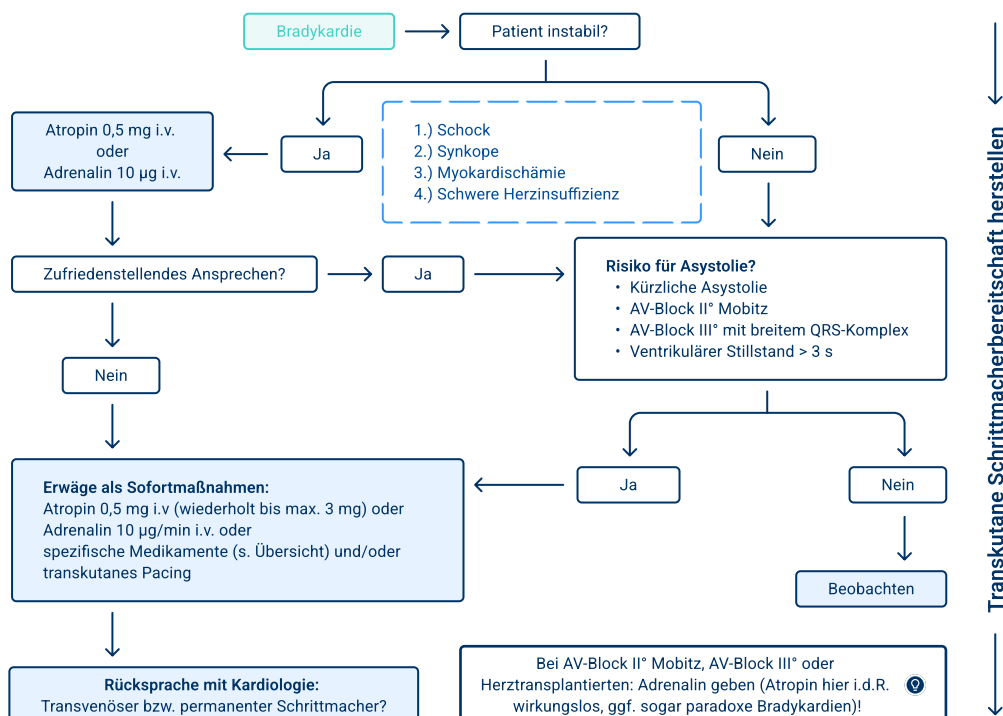 Bradykardie
Patient instabil?
Atropin 0,5 mg i.v.
oder
Adrenalin 10 µg i.v.
Ja
1.) Schock
2.) Synkope
3.) Myokardischämie
4.) Schwere Herzinsuffizienz
Nein
Zufriedenstellendes Ansprechen?
Ja
Risiko für Asystolie?
• Kürzliche Asystolie
• AV-Block II° Mobitz
• AV-Block III° mit breitem QRS-Komplex
• Ventrikulärer Stillstand > 3 s
Nein
Erwäge als Sofortmaßnahmen:
Atropin 0,5 mg i.v (wiederholt bis max. 3 mg) oder
Adrenalin 10 µg/min i.v. oder
spezifische Medikamente (s. Übersicht) und/oder
transkutanes Pacing
Ja
Nein
Beobachten
Rücksprache mit Kardiologie:
Transvenöser bzw. permanenter Schrittmacher?
Bei AV-Block II° Mobitz, AV-Block III° oder
Herztransplantierten: Adrenalin geben (Atropin hier i.d.R.
wirkungslos, ggf. sogar paradoxe Bradykardien)!
Transkutane Schrittmacherbereitschaft herstellen